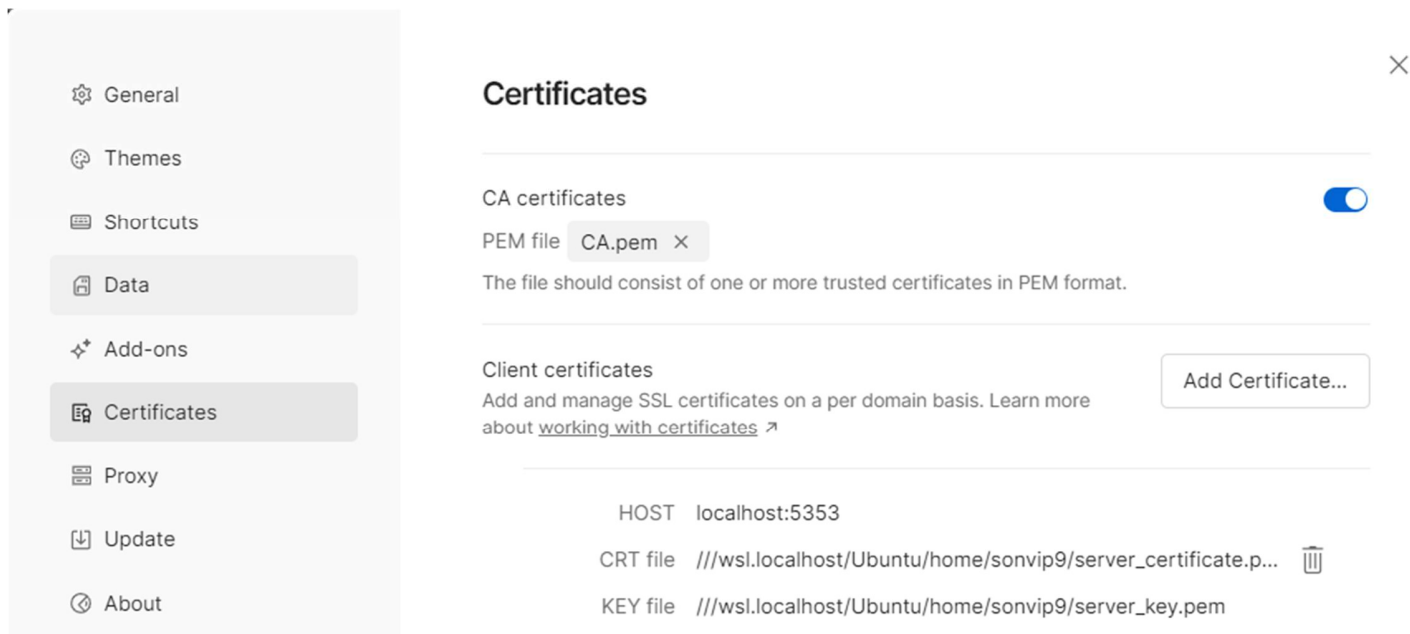 General
Themes
Shortcuts
Data
Add-ons
Certificates
Proxy
Update
About
Certificates
CA certificates
PEM file CA.pem
The file should consist of one or more trusted certificates in PEM format.
Client certificates
Add Certificate...
Add and manage SSL certificates on a per domain basis. Learn more
about working with certificates ↗
HOST localhost:5353
CRT file ///wsl.localhost/Ubuntu/home/sonvip9/server_certificate.p...
KEY file ///wsl.localhost/Ubuntu/home/sonvip9/server_key.pem